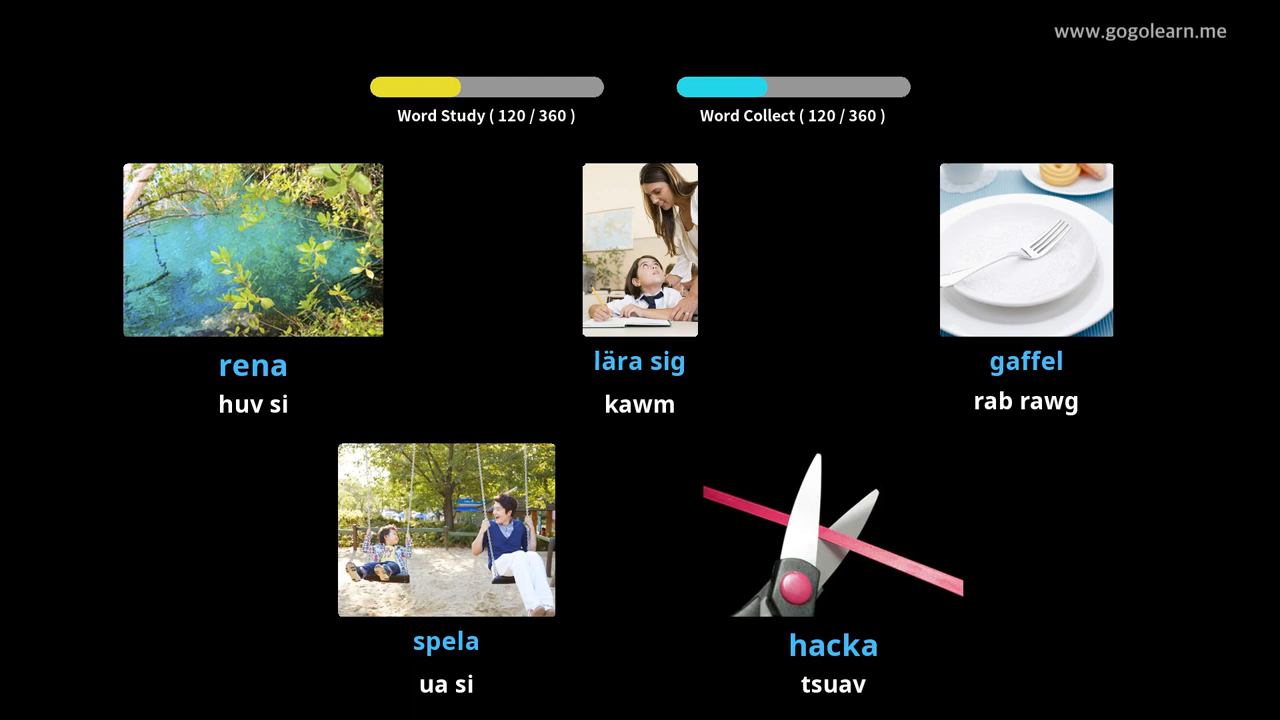 www.gogolearn.me
Word Study ( 120 / 360 )
Word Collect ( 120 / 360 )
rena
huv si
lära sig
kawm
gaffel
rab rawg
spela
ua si
hacka
tsuav